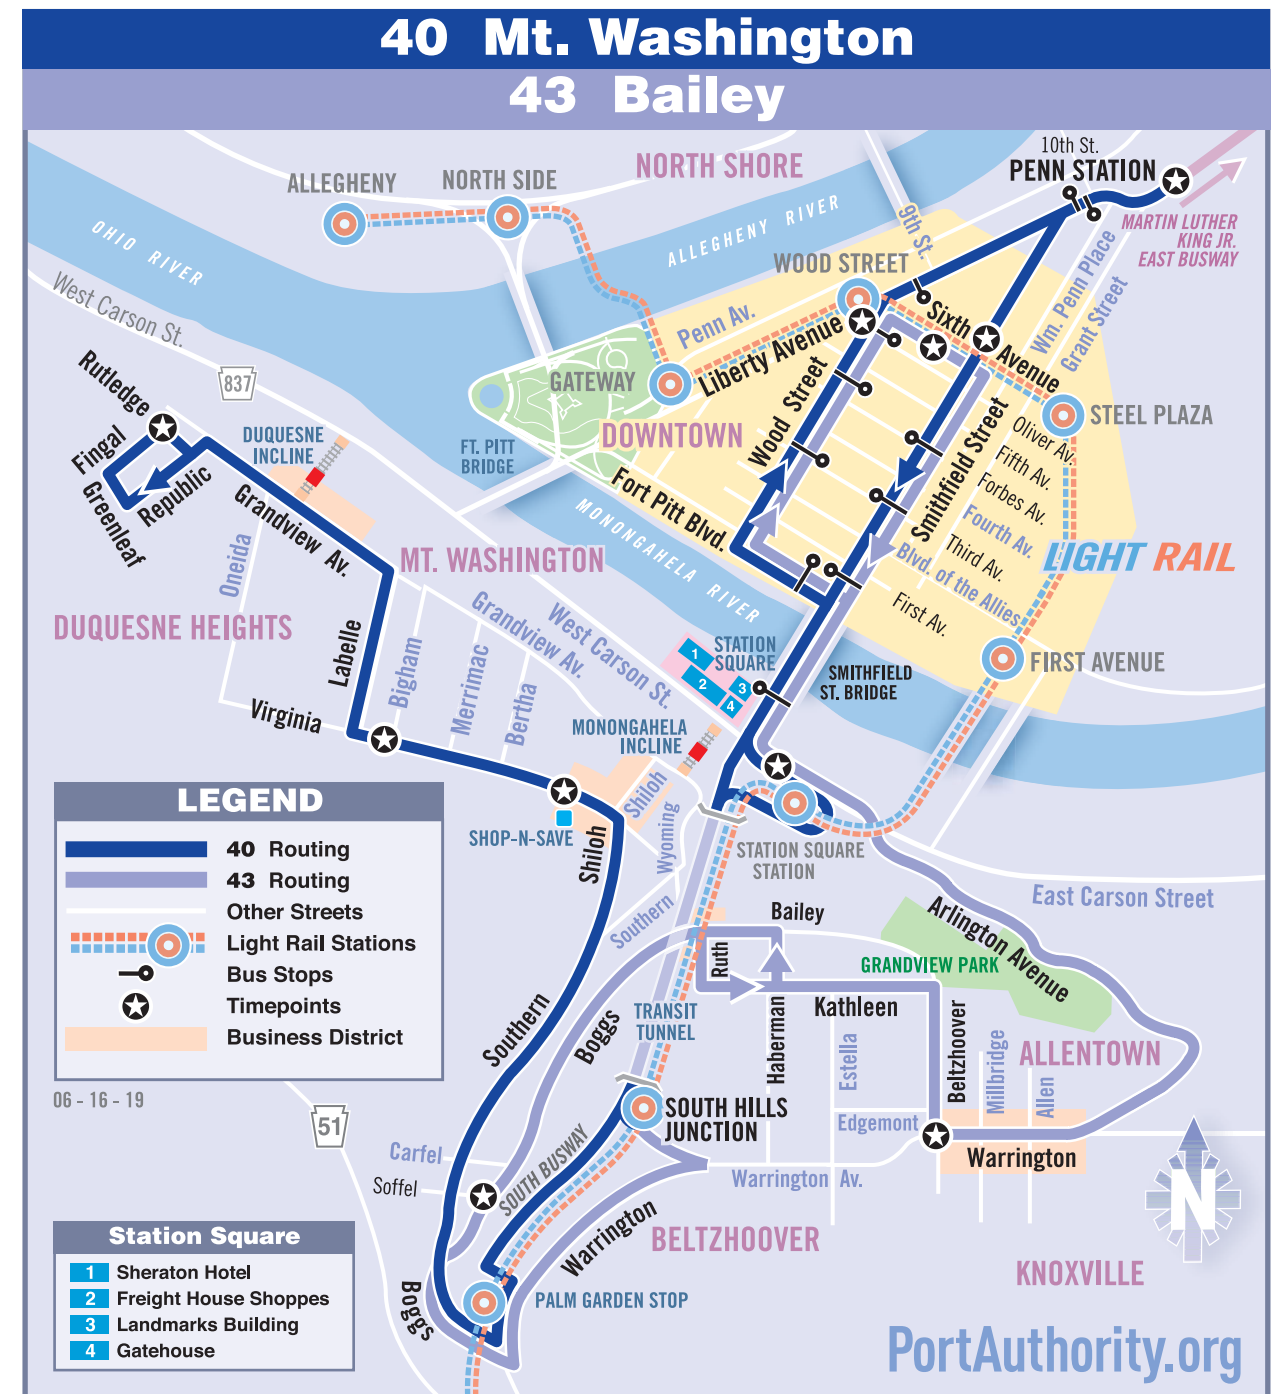 40 Mt. Washington
43 Bailey
10th St.
PENN STATION
NORTH SHORE
ALLEGHENY
NORTH SIDE
MARTIN LUTHER
KING JR.
EAST BUSWAY
OHIO RIVER
ALLEGHENY RIVER
9th St.
Wm. Penn Place
Grant Street
WOOD STREET
West Carson St.
Penn Av.
Liberty Avenue
Sixth Avenue
837
Rutledge
Fingal
Greenleaf
Republic
DUQUESNE
INCLINE
GATEWAY
DOWNTOWN
FT. PITT
BRIDGE
Wood Street
Smithfield Street
STEEL PLAZA
Oliver Av.
Fifth Av.
Forbes Av.
Fourth Av.
Third Av.
Blvd. of the Allies
First Av.
LIGHT RAIL
Fort Pitt Blvd.
MONONGAHELA RIVER
Grandview Av.
Oneida
MT. WASHINGTON
DUQUESNE HEIGHTS
Labelle
Bigham
Merrimac
Bertha
Grandview Av.
West Carson St.
STATION
SQUARE
1
2
3
4
SMITHFIELD
ST. BRIDGE
FIRST AVENUE
Virginia
MONONGAHELA
INCLINE
Shiloh
Wyoming
SHOP-N-SAVE
Shiloh
STATION SQUARE
STATION
East Carson Street
LEGEND
40 Routing
43 Routing
Other Streets
Light Rail Stations
Bus Stops
Timepoints
Business District
06 - 16 - 19
Southern
Bailey
Arlington Avenue
GRANDVIEW PARK
Ruth
Kathleen
TRANSIT
TUNNEL
Southern
Boggs
Haberman
Estella
Beltzhoover
Millbridge
Allen
ALLENTOWN
SOUTH HILLS
JUNCTION
Edgemont
51
Carfel
Soffel
SOUTH BUSWAY
Warrington
Warrington Av.
Warrington
BELTZHOOVER
KNOXVILLE
N
Boggs
PALM GARDEN STOP
Station Square
1 Sheraton Hotel
2 Freight House Shoppes
3 Landmarks Building
4 Gatehouse
PortAuthority.org